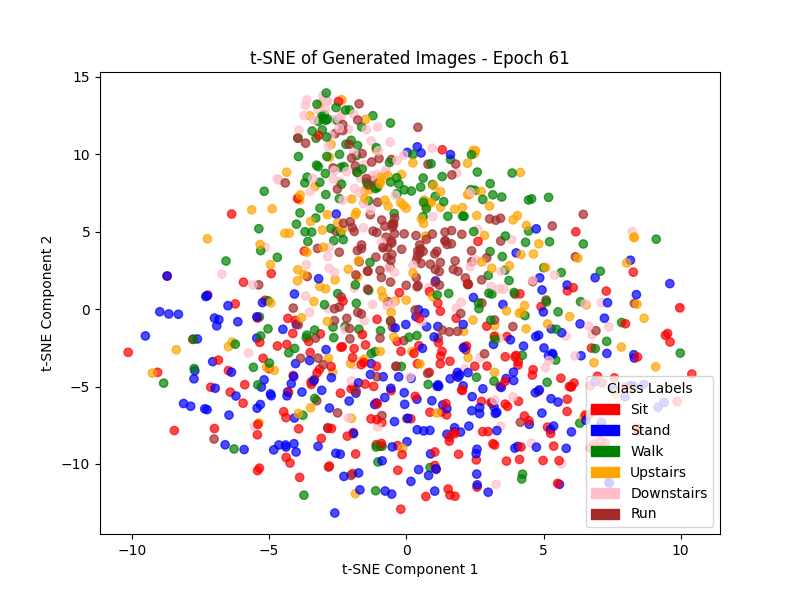 t-SNE of Generated Images - Epoch 61
t-SNE Component 2
15
10
5
0
−5
−10
−10
−5
0
5
10
t-SNE Component 1
Class Labels
Sit
Stand
Walk
Upstairs
Downstairs
Run